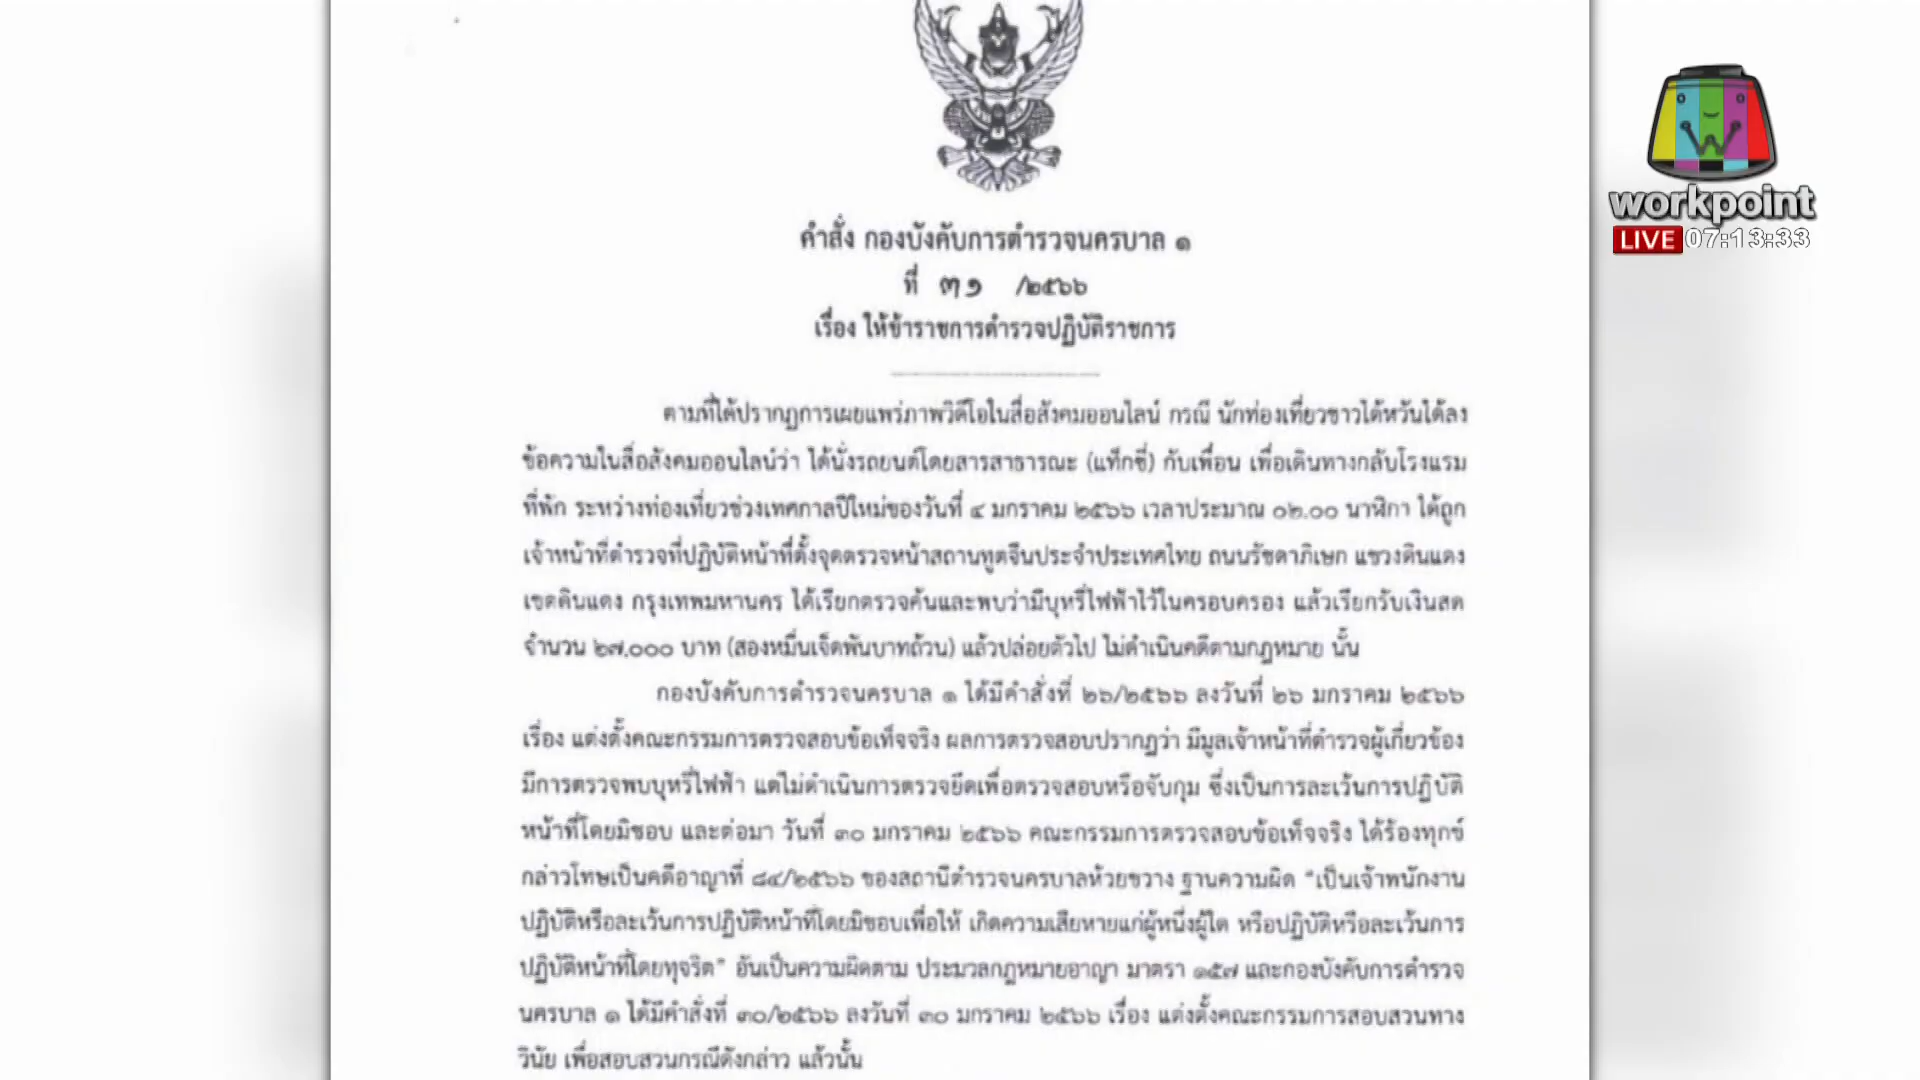 workpoint
LIVE 07:13:33
คำสั่ง กองบังคับการตำรวจนครบาล ๑
ที่ ๓๑ /๒๕๖๖
เรื่อง ให้ข้าราชการตำรวจปฏิบัติราชการ
ตามที่ได้ปรากฏการเผยแพร่ภาพวิดีโอในสื่อสังคมออนไลน์ กรณี นักท่องเที่ยวชาวไต้หวันได้ลง
ข้อความในสื่อสังคมออนไลน์ว่า ได้นั่งรถยนต์โดยสารสาธารณะ (แท็กซี่) กับเพื่อน เพื่อเดินทางกลับโรงแรม
ที่พัก ระหว่างท่องเที่ยวช่วงเทศกาลปีใหม่ของวันที่ ๔ มกราคม ๒๕๖๖ เวลาประมาณ ๐๒.๐๐ นาฬิกา ได้ถูก
เจ้าหน้าที่ตำรวจที่ปฏิบัติหน้าที่ตั้งจุดตรวจหน้าสถานทูตจีนประจำประเทศไทย ถนนรัชดาภิเษก แขวงดินแดง
เขตดินแดง กรุงเทพมหานคร ได้เรียกตรวจค้นและพบว่ามีบุหรี่ไฟฟ้าไว้ในครอบครอง แล้วเรียกรับเงินสด
จำนวน ๒๗,๐๐๐ บาท (สองหมื่นเจ็ดพันบาทถ้วน) แล้วปล่อยตัวไป ไม่ดำเนินคดีตามกฎหมาย นั้น
กองบังคับการตำรวจนครบาล ๑ ได้มีคำสั่งที่ ๒๖/๒๕๖๖ ลงวันที่ ๒๖ มกราคม ๒๕๖๖
เรื่อง แต่งตั้งคณะกรรมการตรวจสอบข้อเท็จจริง ผลการตรวจสอบปรากฏว่า มีมูลเจ้าหน้าที่ตำรวจผู้เกี่ยวข้อง
มีการตรวจพบบุหรี่ไฟฟ้า แต่ไม่ดำเนินการตรวจยึดเพื่อตรวจสอบหรือจับกุม ซึ่งเป็นการละเว้นการปฏิบัติ
หน้าที่โดยมิชอบ และต่อมา วันที่ ๓๐ มกราคม ๒๕๖๖ คณะกรรมการตรวจสอบข้อเท็จจริง ได้ร้องทุกข์
กล่าวโทษเป็นคดีอาญาที่ ๘๔/๒๕๖๖ ของสถานีตำรวจนครบาลห้วยขวาง ฐานความผิด "เป็นเจ้าพนักงาน
ปฏิบัติหรือละเว้นการปฏิบัติหน้าที่โดยมิชอบเพื่อให้ เกิดความเสียหายแก่ผู้หนึ่งผู้ใด หรือปฏิบัติหรือละเว้นการ
ปฏิบัติหน้าที่โดยทุจริต" อันเป็นความผิดตาม ประมวลกฎหมายอาญา มาตรา ๑๕๗ และกองบังคับการตำรวจ
นครบาล ๑ ได้มีคำสั่งที่ ๓๐/๒๕๖๖ ลงวันที่ ๓๐ มกราคม ๒๕๖๖ เรื่อง แต่งตั้งคณะกรรมการสอบสวนทาง
วินัย เพื่อสอบสวนกรณีดังกล่าว แล้วนั้น